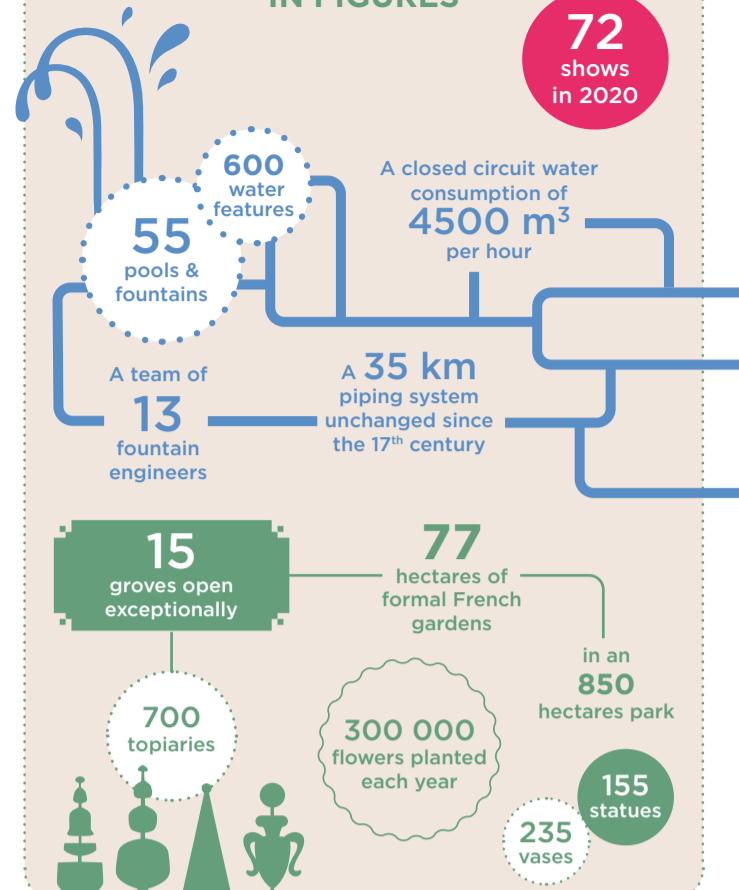 IN FIGURES
72
shows
in 2020
600
water
features
A closed circuit water
consumption of
4500 m³
per hour
55
pools &
fountains
A team of
13
fountain
engineers
A 35 km
piping system
unchanged since
the 17th century
15
groves open
exceptionally
77
hectares of
formal French
gardens
in an
850
hectares park
700
topiaries
300 000
flowers planted
each year
155
statues
235
vases